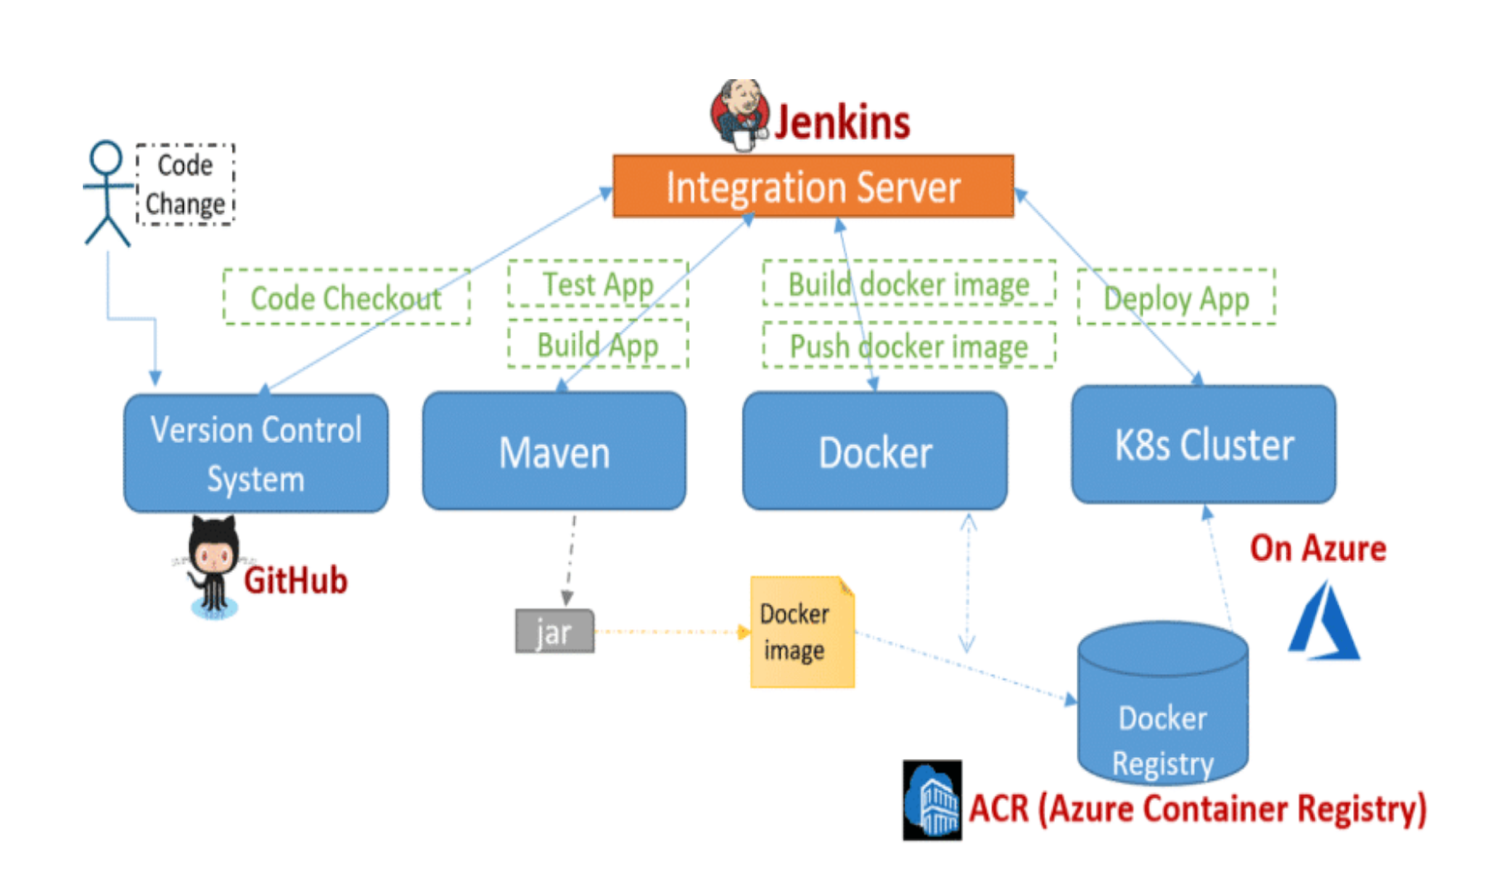 Jenkins
Integration Server
Code
Change
Code Checkout
Test App
Build App
Build docker image
Push docker image
Deploy App
Version Control
System
Maven
Docker
K8s Cluster
GitHub
On Azure
jar
Docker
image
Docker
Registry
ACR (Azure Container Registry)